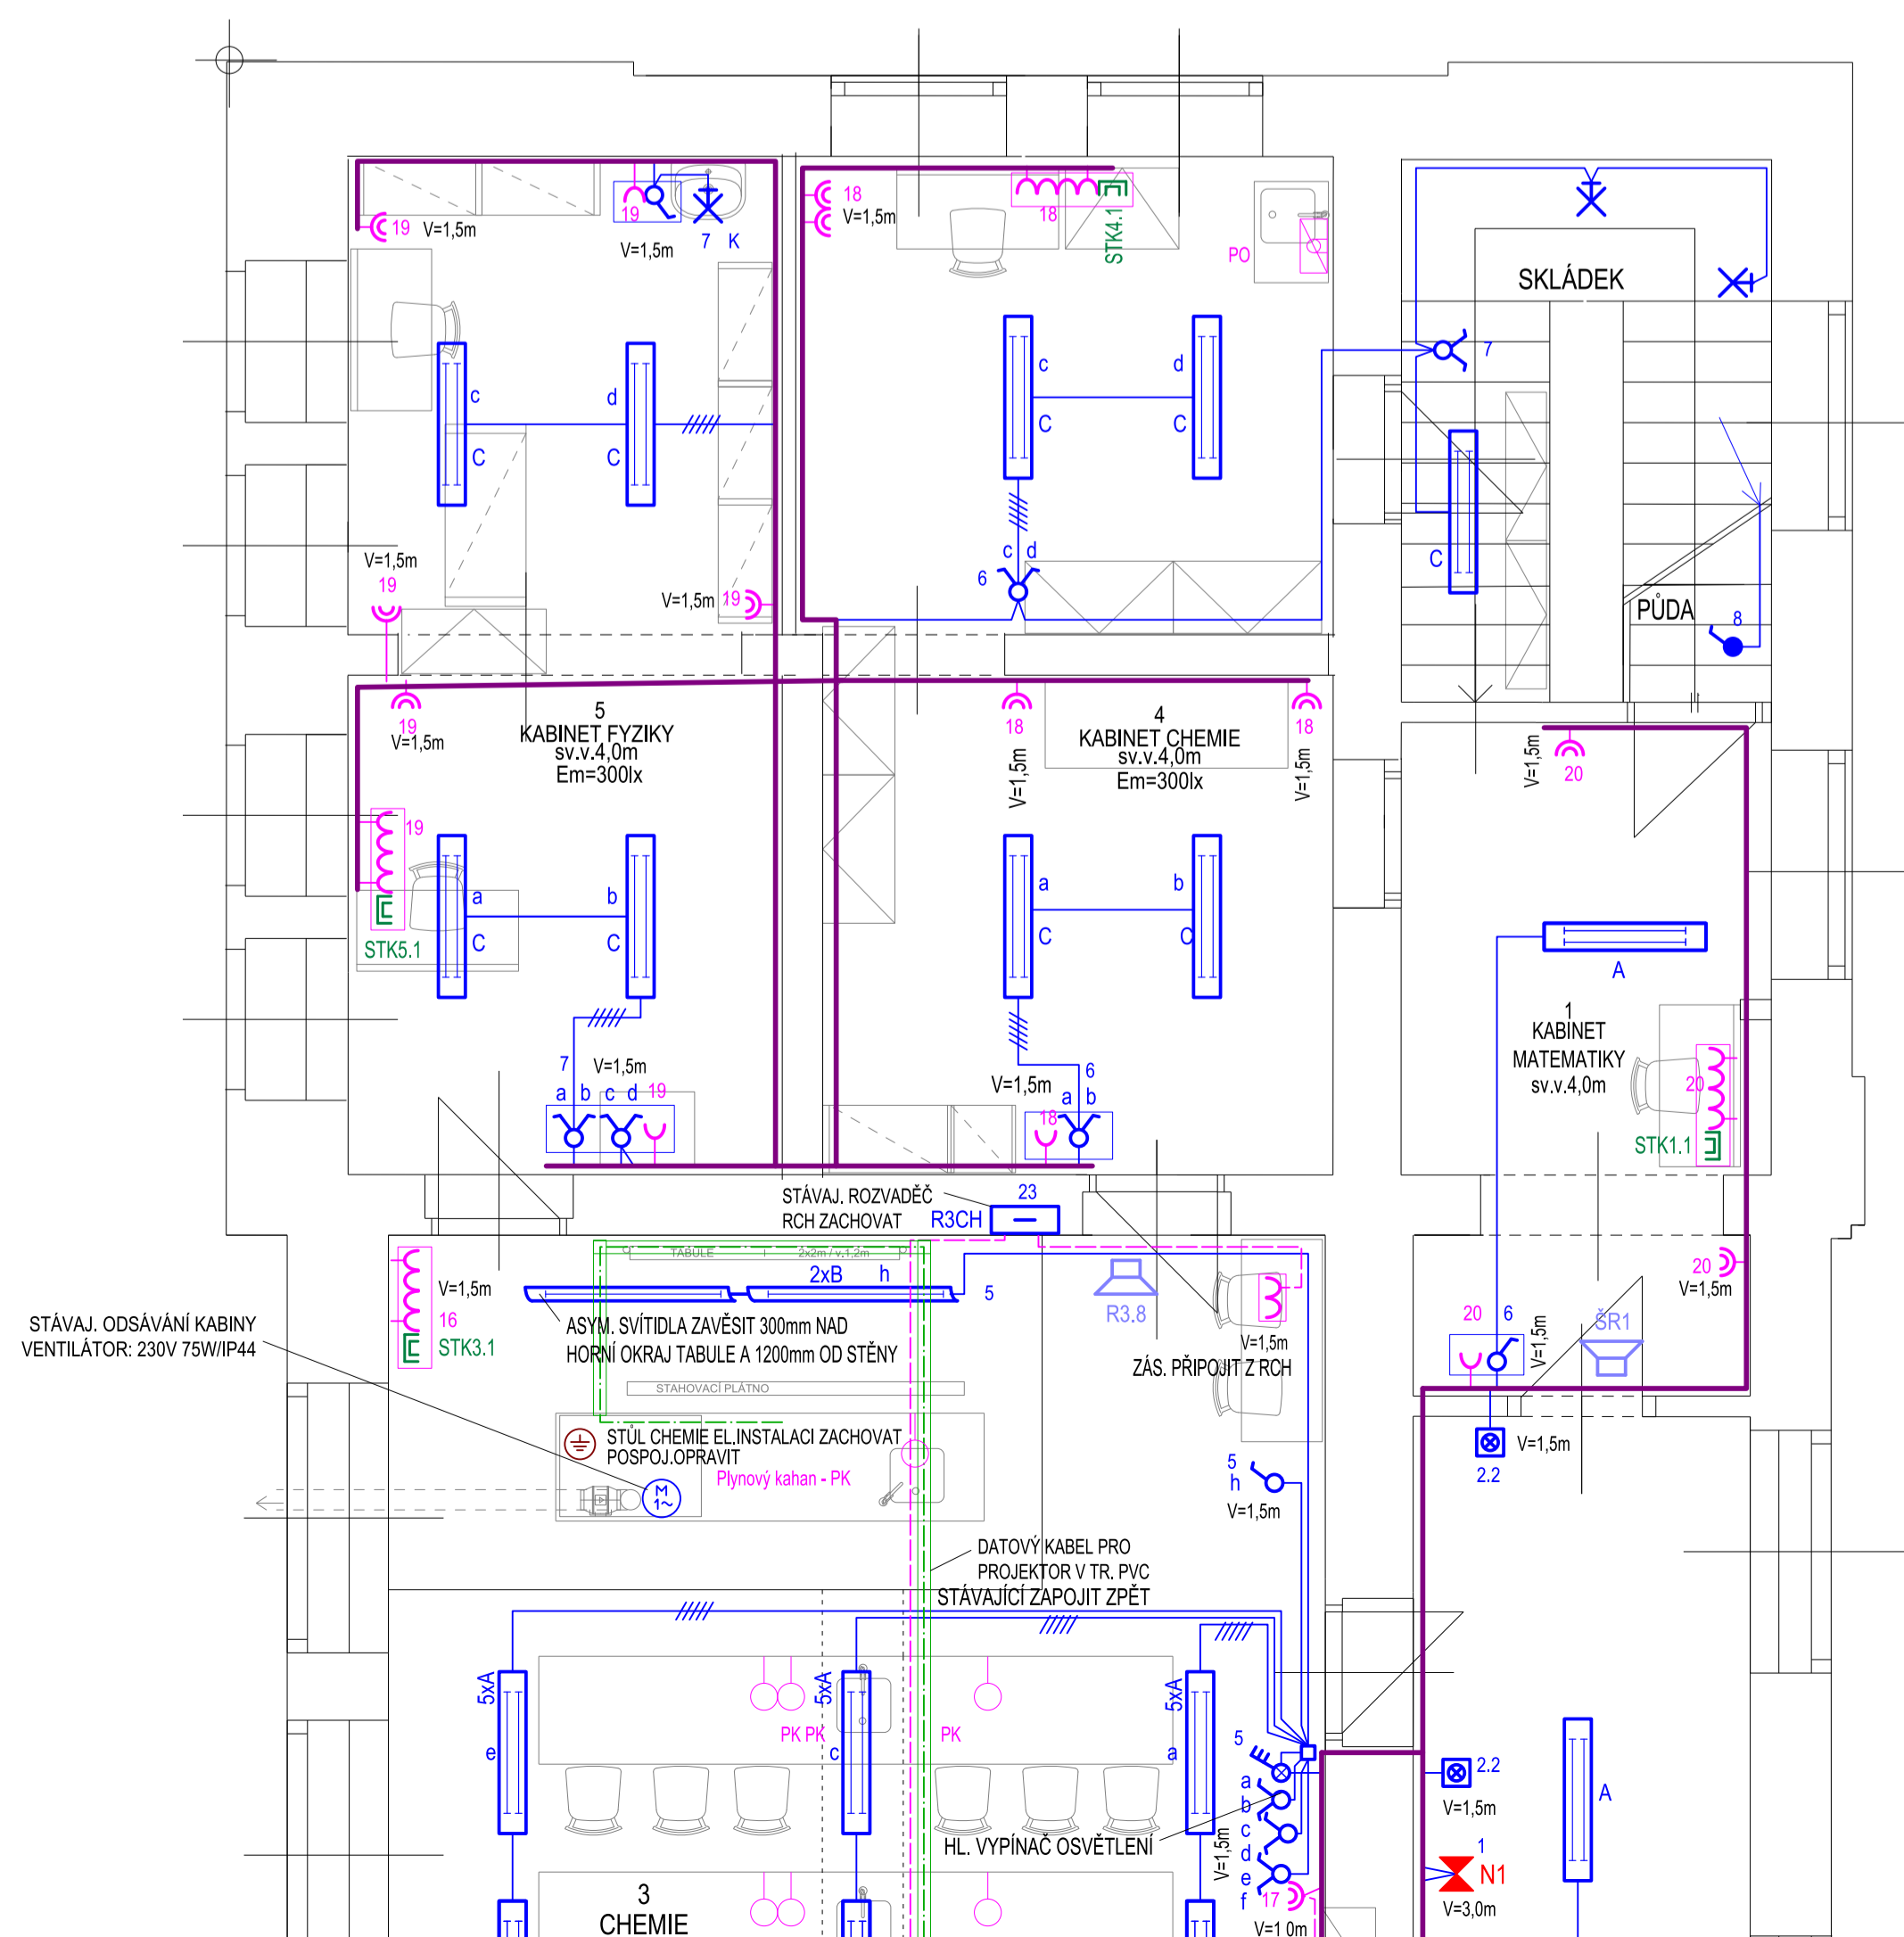 19
V=1,5m
19
V=1,5m
7 K
18
V=1,5m
18
STK4.1
PO
SKLÁDEK
7
c
d
C
C
c
d
C
C
C
V=1,5m
19
V=1,5m
19
c d
6
PŮDA
8
19
V=1,5m
5
KABINET FYZIKY
sv.v.4,0m
Em=300lx
18
V=1,5m
4
KABINET CHEMIE
sv.v.4,0m
Em=300lx
18
V=1,5m
V=1,5m
20
19
STK5.1
a
b
C
C
a
b
C
C
A
1
KABINET
MATEMATIKY
sv.v.4,0m
20
STK1.1
7
V=1,5m
a b c d 19
V=1,5m
6
a b
18
STÁVAJ. ROZVADĚČ
RCH ZACHOVAT
R3CH
23
TABULE
2x2m / v.1,2m
2xB h
5
V=1,5m
16
STK3.1
R3.8
V=1,5m
ZÁS. PŘIPOJIT Z RCH
20
V=1,5m
20
6
V=1,5m
ŠR1
STÁVAJ. ODSÁVÁNÍ KABINY
VENTILÁTOR: 230V 75W/IP44
ASYM. SVÍTIDLA ZAVĚSIT 300mm NAD
HORNÍ OKRAJ TABULE A 1200mm OD STĚNY
STAHOVACÍ PLÁTNO
STŮL CHEMIE EL.INSTALACI ZACHOVAT
POSPOJ.OPRAVIT
Plynový kahan - PK
M
1~
5
h
V=1,5m
V=1,5m
2.2
DATOVÝ KABEL PRO
PROJEKTOR V TR. PVC
STÁVAJÍCÍ ZAPOJIT ZPĚT
5xA
5xA
5xA
PK PK
PK
e
c
a
5
a
b
c
d
e
f
V=1,5m
HL. VYPÍNAČ OSVĚTLENÍ
17
2.2
V=1,5m
A
1
N1
V=3,0m
3
CHEMIE